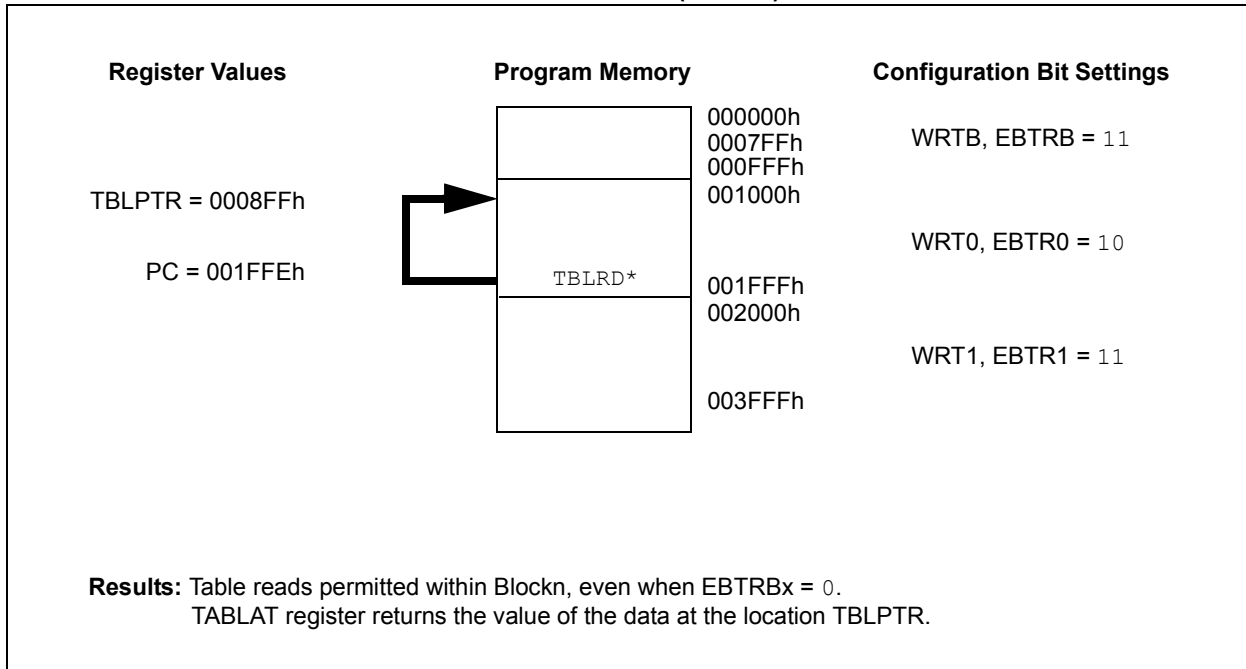 Register Values
Program Memory
Configuration Bit Settings
000000h
0007FFh
WRTB, EBTRB = 11
000FFFh
TBLPTR = 0008FFh
001000h
WRT0, EBTR0 = 10
PC = 001FFEh
TBLRD*
001FFFh
002000h
WRT1, EBTR1 = 11
003FFFh
Results: Table reads permitted within Blockn, even when EBTRBx = 0.
TABLAT register returns the value of the data at the location TBLPTR.